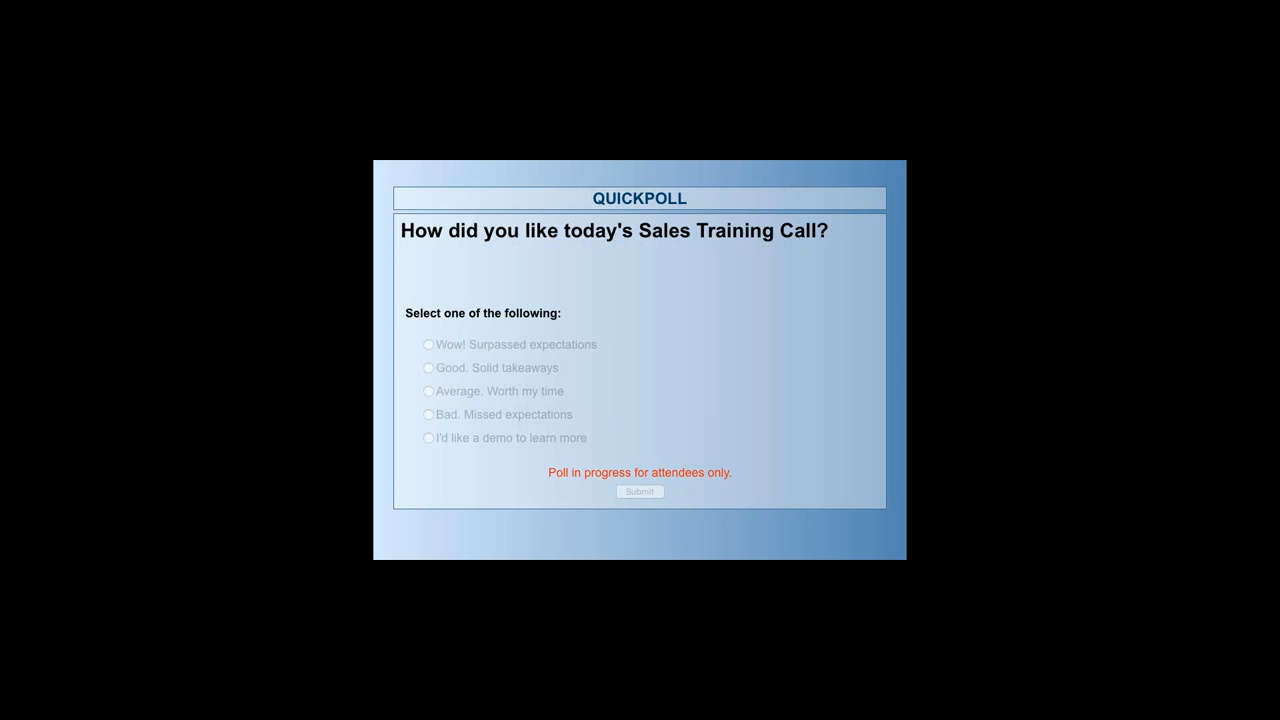 QUICKPOLL
How did you like today's Sales Training Call?
Select one of the following:
Wow! Surpassed expectations
Good. Solid takeaways
Average. Worth my time
Bad. Missed expectations
I'd like a demo to learn more
Poll in progress for attendees only.
Submit